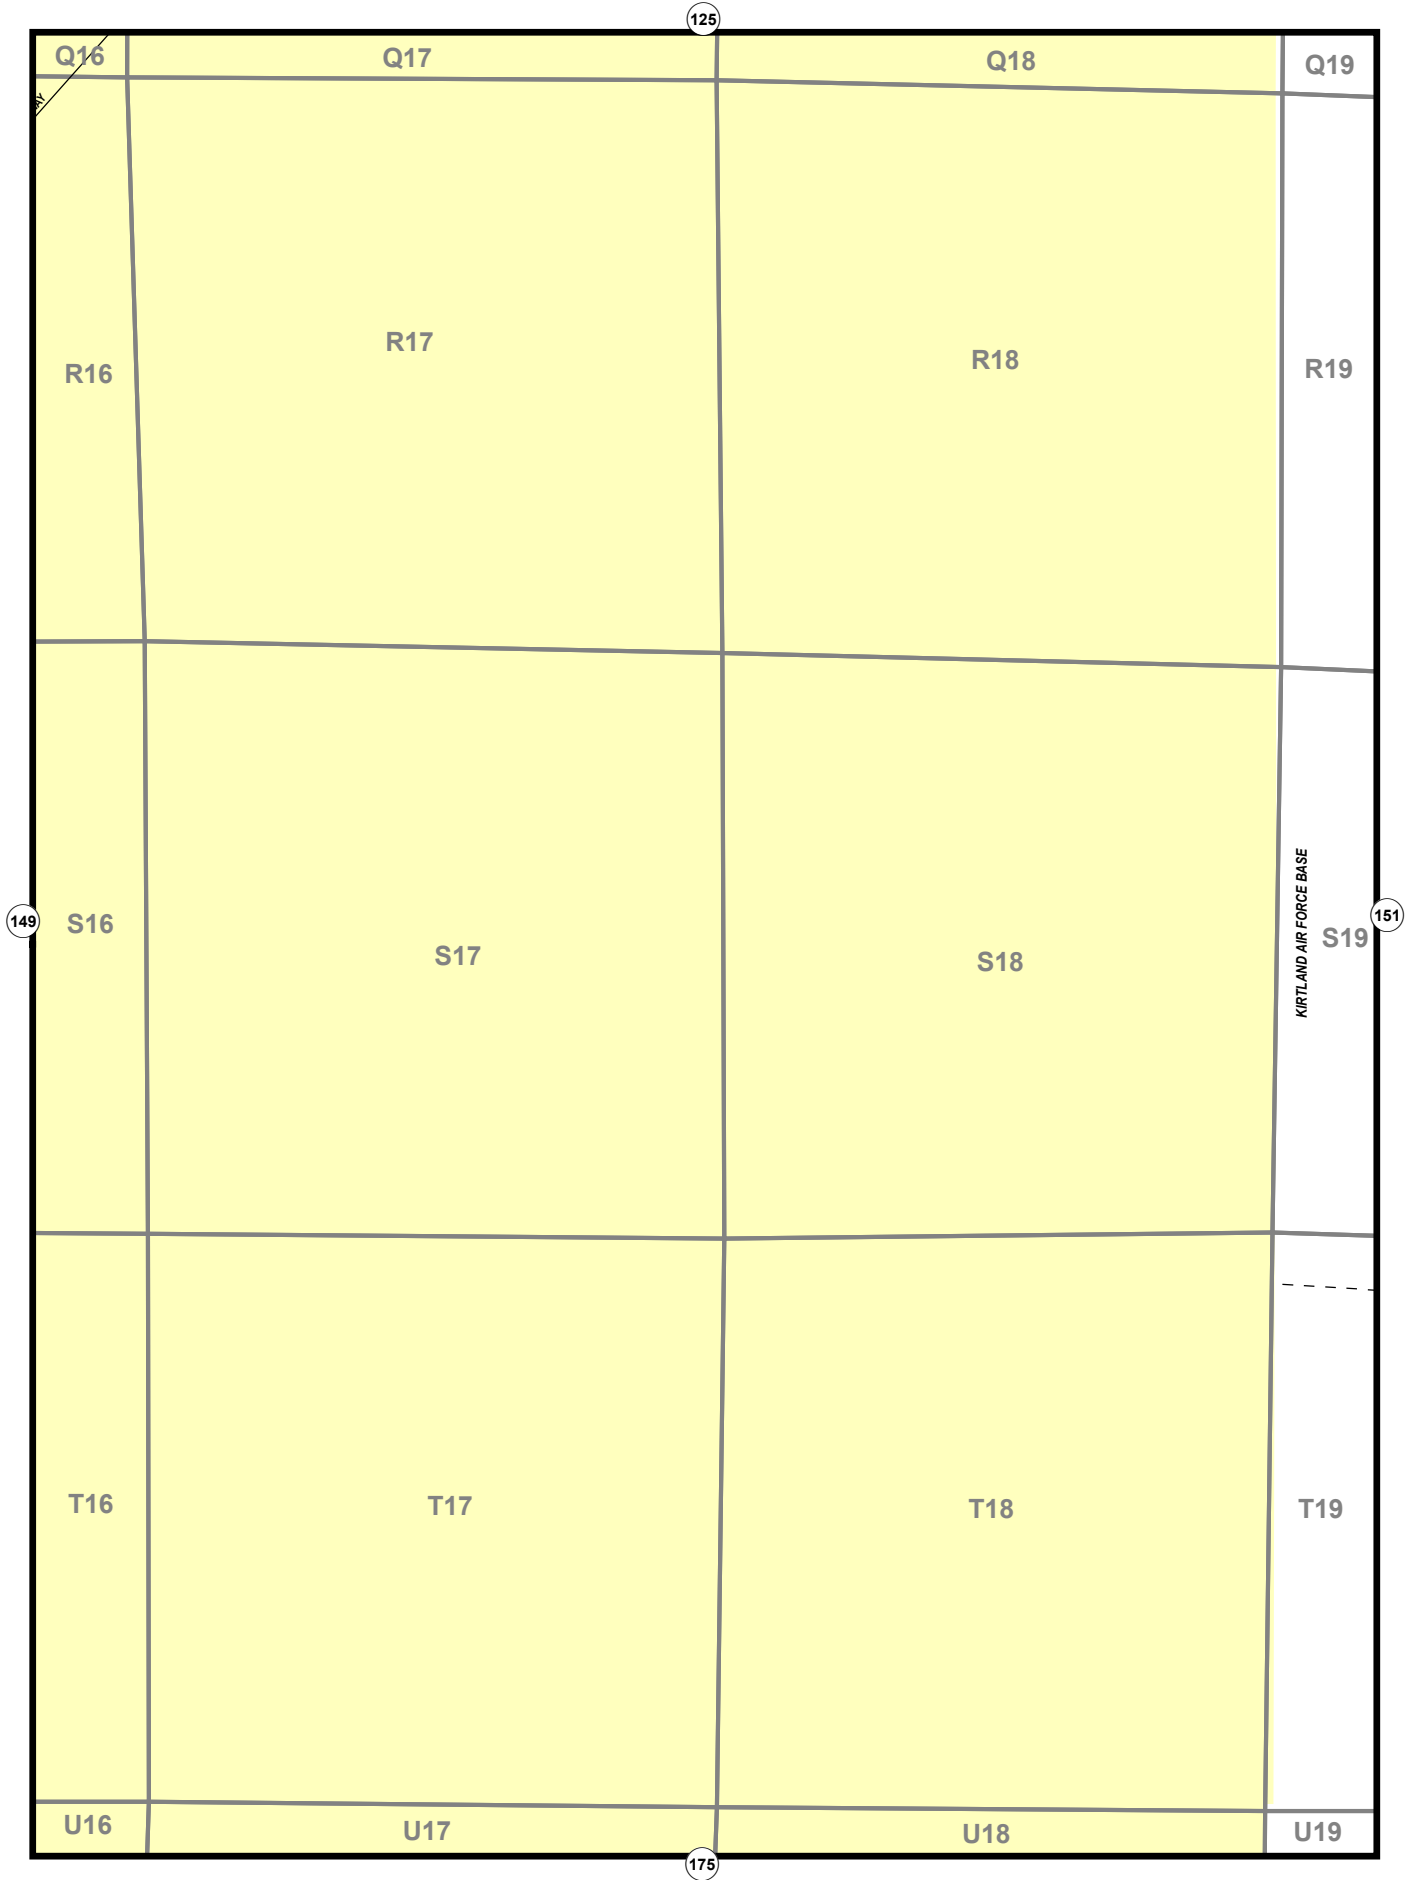 125
Q16
Q17
Q18
Q19
R16
R17
R18
R19
149
S16
S17
S18
KIRTLAND AIR FORCE BASE
S19
151
T16
T17
T18
T19
U16
U17
U18
U19
175